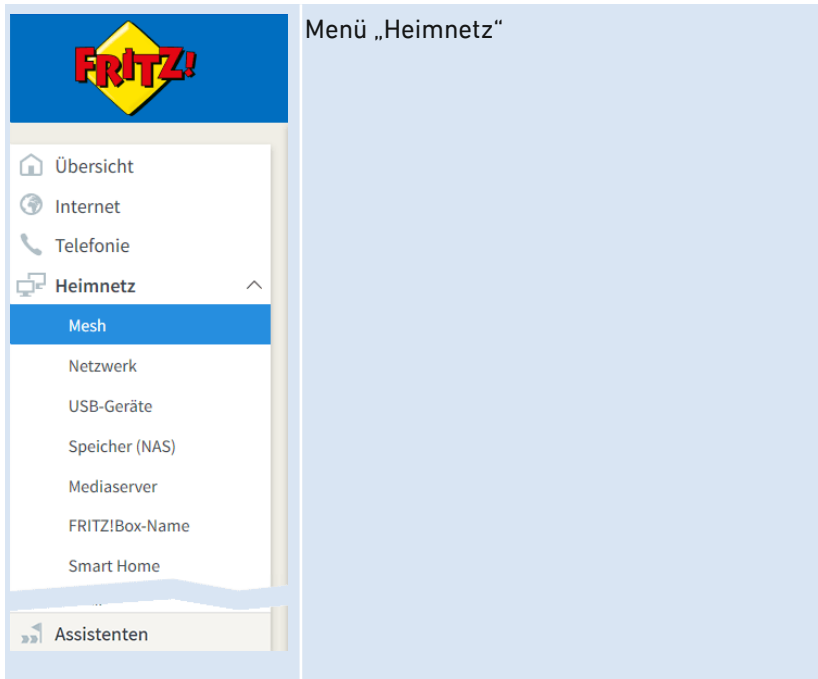 Menü „Heimnetz“
FRITZ!
Übersicht
Internet
Telefonie
Heimnetz
Mesh
Netzwerk
USB-Geräte
Speicher (NAS)
Mediaserver
FRITZ!Box-Name
Smart Home
Assistenten